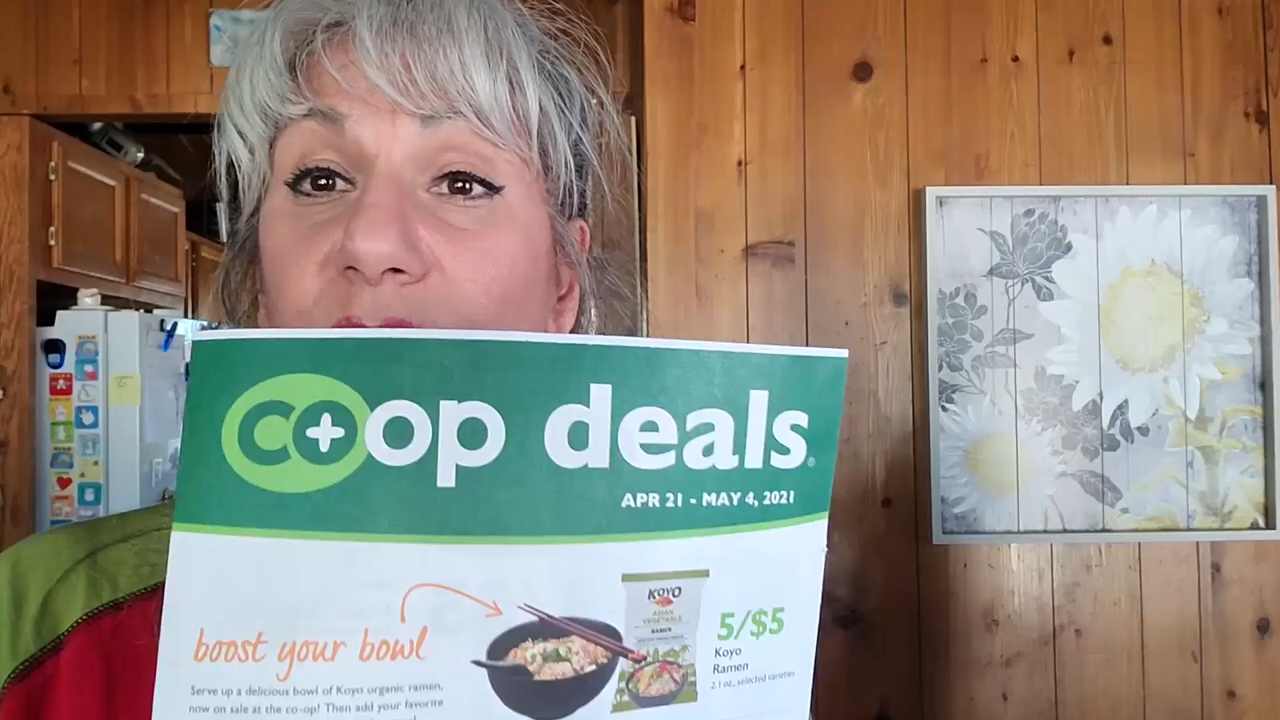 co+op deals®
APR 21 - MAY 4, 2021
boost your bowl
KOYO
ASIAN
VEGETABLE
RAMEN
5/$5
Koyo
Ramen
2.1 oz., selected varieties
Serve up a delicious bowl of Koyo organic ramen,
now on sale at the co-op! Then add your favorite